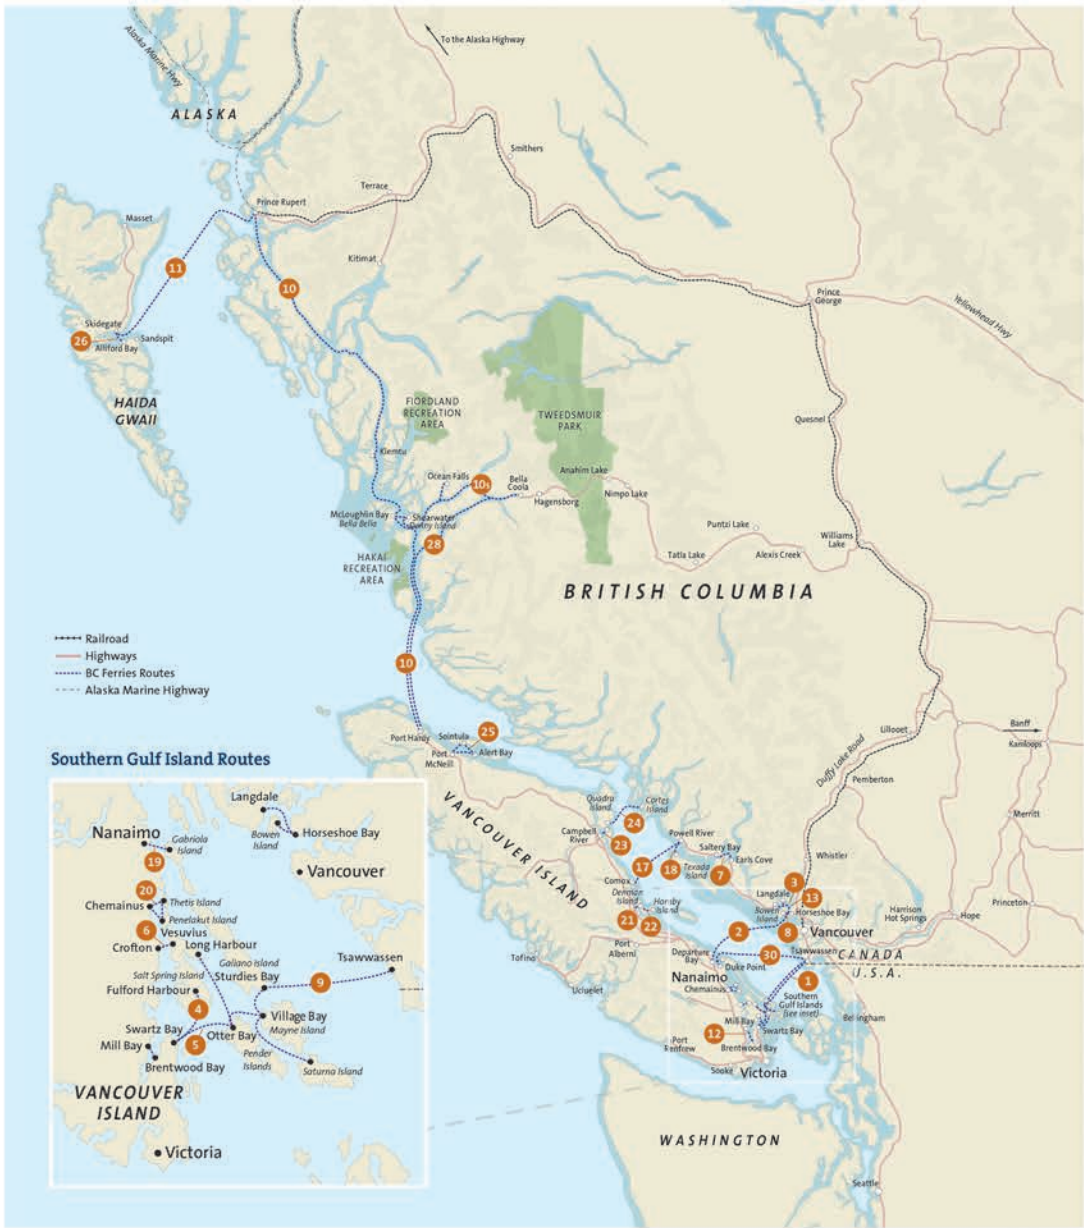 To the Alaska Highway
Alaska Marine Hwy
ALASKA
Smithers
Terrace
Prince Rupert
Masset
Kitimat
11
10
Prince
George
Yellowhead Hwy
Skidegate
26
Alliford Bay
Sandspit
HAIDA
GWAII
FIORDLAND
RECREATION
AREA
TWEEDSMUIR
PARK
Quesnel
Klemtu
Ocean Falls
10s
Bella
Coola
Anahim Lake
Hagensborg
Nimpo Lake
McLoughlin Bay
Bella Bella
Shearwater
Denny Island
28
Puntzi Lake
Williams
Lake
Tatla Lake
Alexis Creek
HAKAI
RECREATION
AREA
BRITISH COLUMBIA
Railroad
Highways
BC Ferries Routes
Alaska Marine Highway
10
Port Hardy
Sointula
25
Port
McNeill
Alert Bay
Lillooet
Banff
Kamloops
Duffy Lake Road
Pemberton
Merritt
Whistler
Princeton
VANCOUVER ISLAND
Quadra
Island
Cortes
Island
24
Campbell
River
23
Powell River
Saltery Bay
Earls Cove
17
18
Texada
Island
7
Comox
Denman
Island
Hornby
Island
21
22
Langdale
3
13
Bowen
Island
Horseshoe Bay
Harrison
Hot Springs
Hope
2
8
Vancouver
Port
Alberni
Departure
Bay
30
Tsawwassen
CANADA
U.S.A.
Duke Point
Tofino
Nanaimo
Chemainus
1
Ucluelet
Southern
Gulf Islands
(see inset)
Mill Bay
Swartz Bay
Bellingham
12
Port
Renfrew
Brentwood Bay
Sooke
Victoria
WASHINGTON
Seattle
Southern Gulf Island Routes
Langdale
Bowen
Island
Horseshoe Bay
Nanaimo
Gabriola
Island
19
Vancouver
20
Thetis Island
Chemainus
Penelakut Island
6
Vesuvius
Crofton
Long Harbour
Galiano Island
Sturdies Bay
Tsawwassen
Salt Spring Island
9
Fulford Harbour
4
Village Bay
Mayne Island
Swartz Bay
Otter Bay
5
Mill Bay
Brentwood Bay
Pender
Islands
Saturna Island
VANCOUVER
ISLAND
Victoria